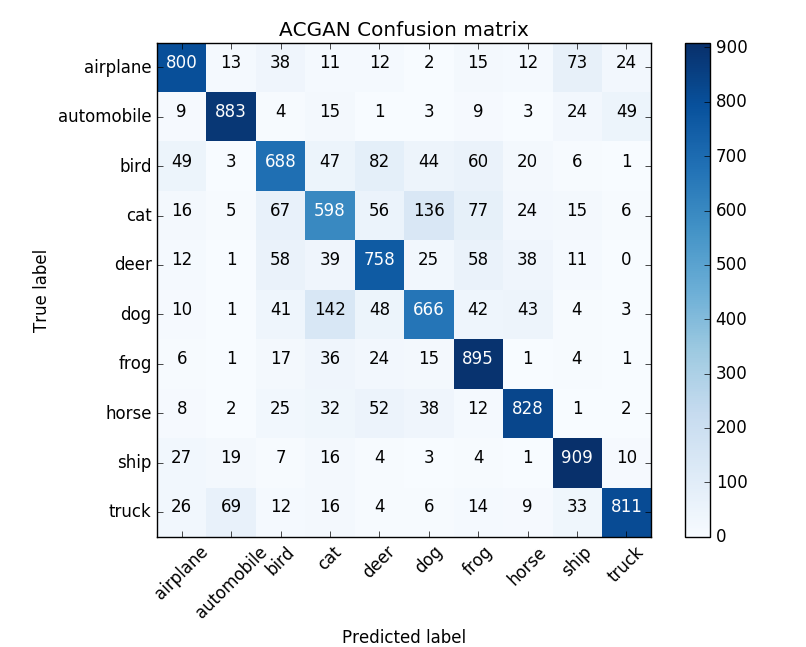 ACGAN Confusion matrix
airplane 800 13 38 11 12 2 15 12 73 24
automobile 9 883 4 15 1 3 9 3 24 49
bird 49 3 688 47 82 44 60 20 6 1
cat 16 5 67 598 56 136 77 24 15 6
deer 12 1 58 39 758 25 58 38 11 0
dog 10 1 41 142 48 666 42 43 4 3
frog 6 1 17 36 24 15 895 1 4 1
horse 8 2 25 32 52 38 12 828 1 2
ship 27 19 7 16 4 3 4 1 909 10
truck 26 69 12 16 4 6 14 9 33 811
airplane automobile bird cat deer dog frog horse ship truck
Predicted label
True label
900
800
700
600
500
400
300
200
100
0